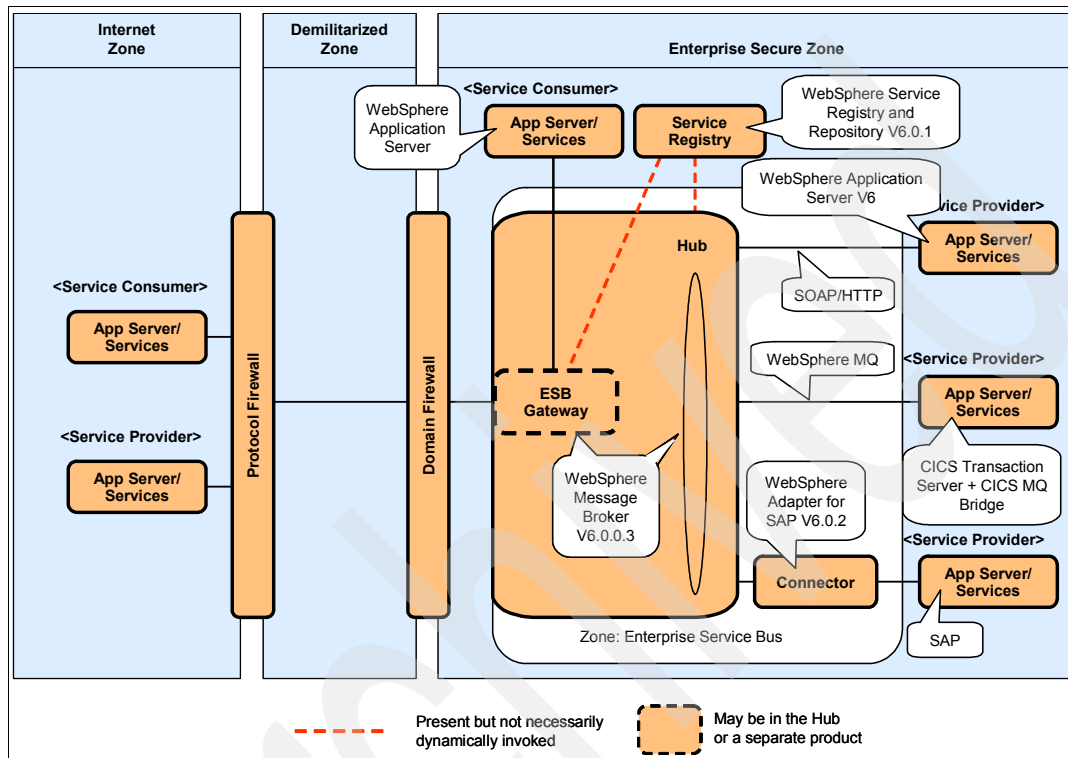 Internet
Zone
Demilitarized
Zone
Enterprise Secure Zone
<Service Consumer>
WebSphere
Application
Server
App Server/
Services
Service
Registry
WebSphere Service
Registry and
Repository V6.0.1
WebSphere Application
Server V6
vice Provider>
App Server/
Services
Hub
SOAP/HTTP
<Service Consumer>
App Server/
Services
Protocol Firewall
Domain Firewall
WebSphere MQ
<Service Provider>
App Server/
Services
ESB
Gateway
<Service Provider>
App Server/
Services
WebSphere
Message
Broker
V6.0.0.3
WebSphere
Adapter for
SAP V6.0.2
CICS Transaction
Server + CICS MQ
Bridge
<Service Provider>
Connector
App Server/
Services
Zone: Enterprise Service Bus
SAP
Present but not necessarily
dynamically invoked
May be in the Hub
or a separate product